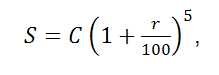 S = C (1 + r/100)^5,